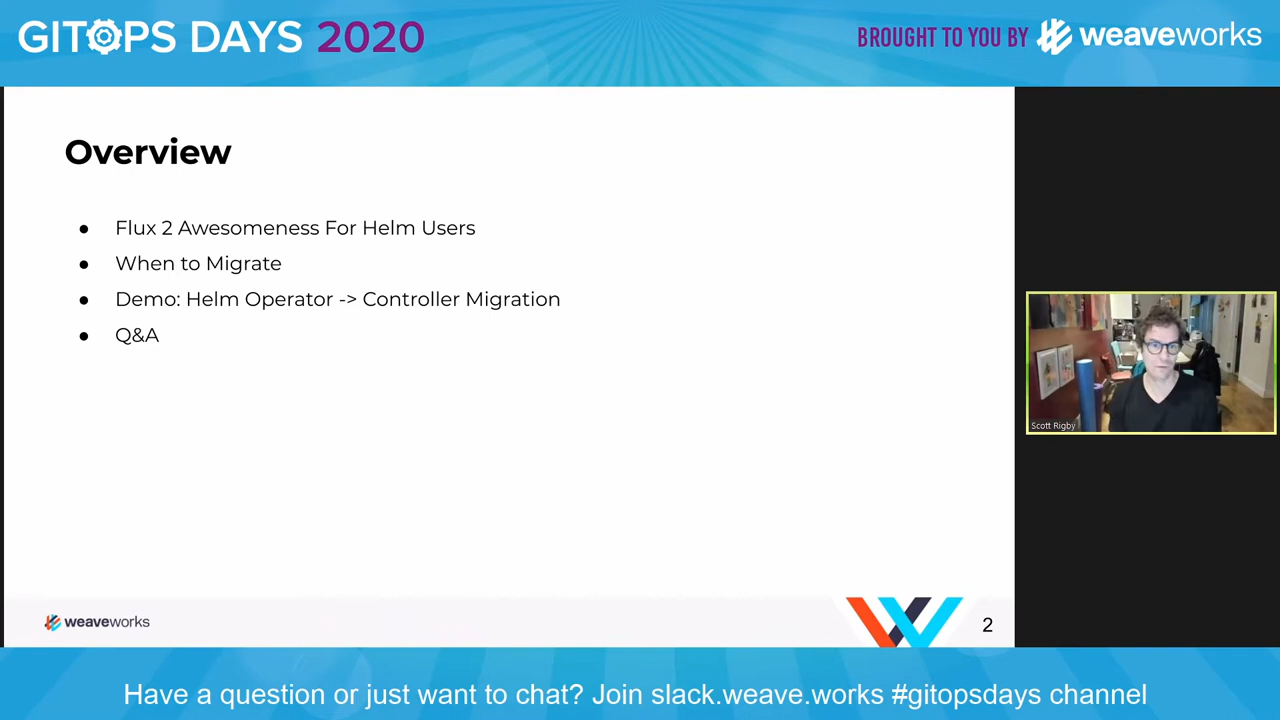 GITOPS DAYS 2020
BROUGHT TO YOU BY weaveworks
Overview
● Flux 2 Awesomeness For Helm Users
● When to Migrate
● Demo: Helm Operator -> Controller Migration
● Q&A
Scott Rigby
weaveworks
2
Have a question or just want to chat? Join slack.weave.works #gitopsdays channel